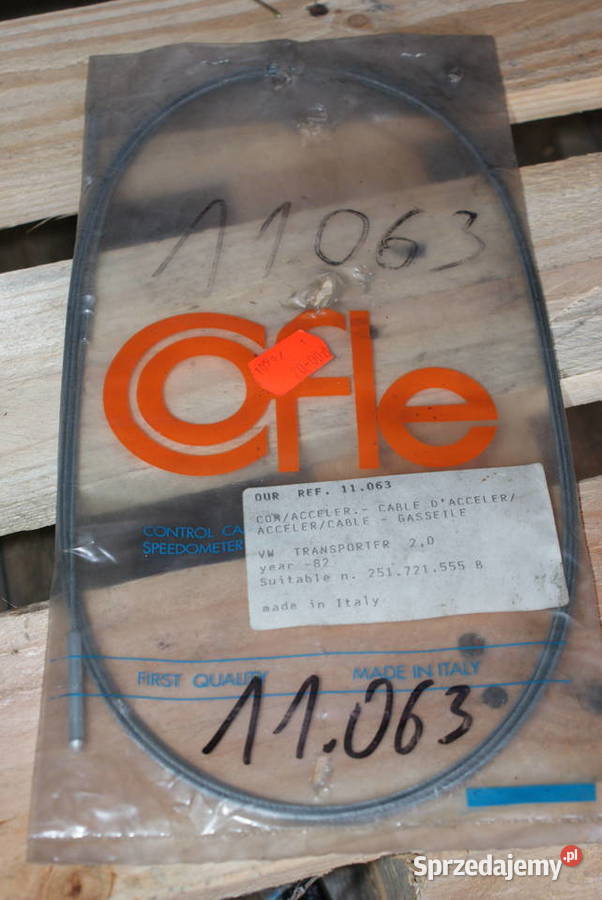 11063
Cofle
OUR REF. 11.063
COM/ACCELER.- CABLE D'ACCELER/
ACCELER/CABLE - GASSEILE
VW TRANSPORTER 2,0
year -82
Suitable n. 251.721.555 B
made in Italy
CONTROL CA
SPEEDOMETER
FIRST QUALITY
MADE IN ITALY
11.063
Sprzedajemy.pl